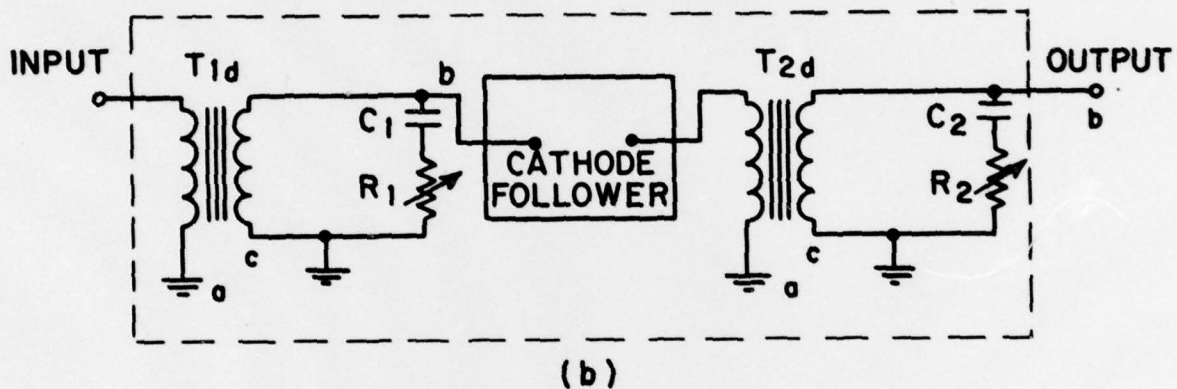 INPUT
T1d
b
C1
R1
c
a
CATHODE
FOLLOWER
T2d
C2
R2
c
a
OUTPUT
b
(b)